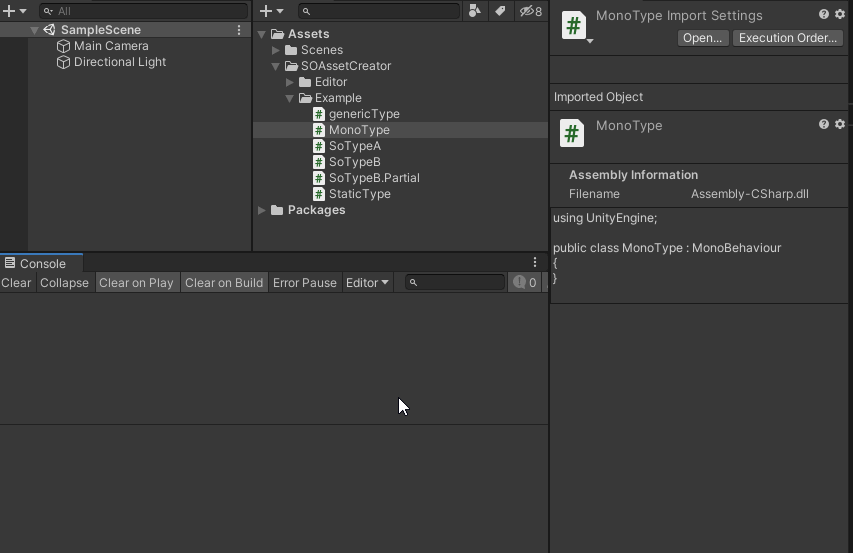 All
SampleScene
Main Camera
Directional Light
Assets
Scenes
SOAssetCreator
Editor
Example
genericType
MonoType
SoTypeA
SoTypeB
SoTypeB.Partial
StaticType
Packages
8
Console
Clear
Collapse
Clear on Play
Clear on Build
Error Pause
Editor
0
MonoType Import Settings
Open...
Execution Order...
Imported Object
MonoType
Assembly Information
Filename Assembly-CSharp.dll
using UnityEngine;
public class MonoType : MonoBehaviour
{
}